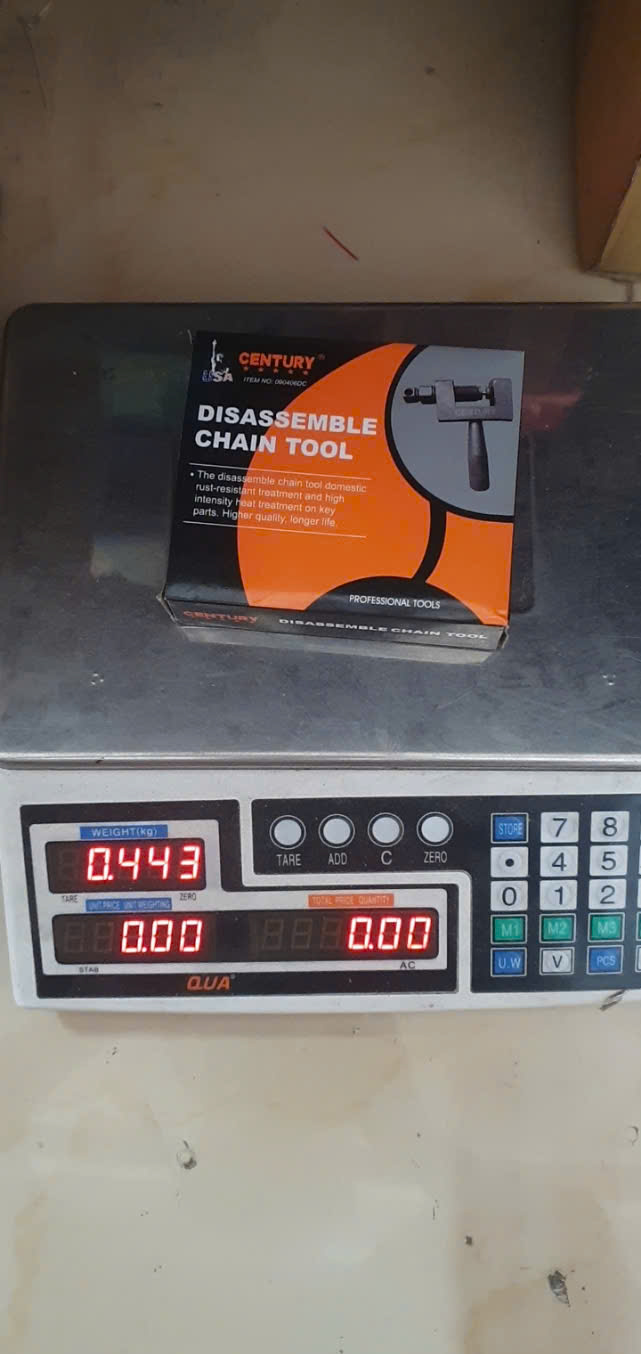 CENTURY®
USA
ITEM NO: 090406DC
DISASSEMBLE
CHAIN TOOL
• The disassemble chain tool domestic
rust-resistant treatment and high
intensity heat treatment on key
parts. Higher quality, longer life.
CENTURY
PROFESSIONAL TOOLS
CENTURY DISASSEMBLE CHAIN TOOL
WEIGHT(kg)
0.443
TARE ZERO
UNIT PRICE UNIT WEIGHTING
0.00
STAB
TOTAL PRICE QUANTITY
0.00
AC
QUA®
TARE ADD C ZERO
STORE 7 8
• 4 5
0 1 2
M1 M2 M3
U.W V PCS